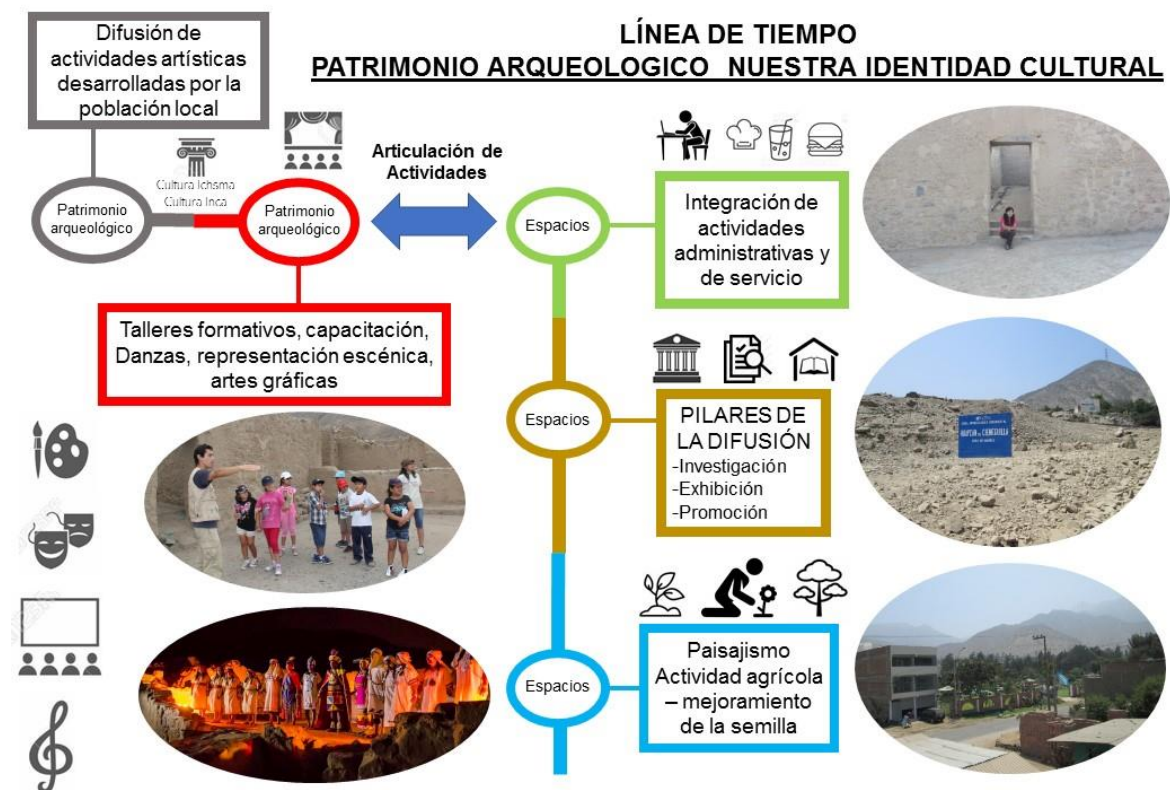 LÍNEA DE TIEMPO
PATRIMONIO ARQUEOLOGICO NUESTRA IDENTIDAD CULTURAL
Difusión de
actividades artísticas
desarrolladas por la
población local
Cultura Ichsma
Cultura Inca
Patrimonio
arqueológico
Patrimonio
arqueológico
Articulación de
Actividades
Talleres formativos, capacitación,
Danzas, representación escénica,
artes gráficas
Espacios
Integración de
actividades
administrativas y
de servicio
Espacios
PILARES DE
LA DIFUSIÓN
-Investigación
-Exhibición
-Promoción
Espacios
Paisajismo
Actividad agrícola
– mejoramiento
de la semilla